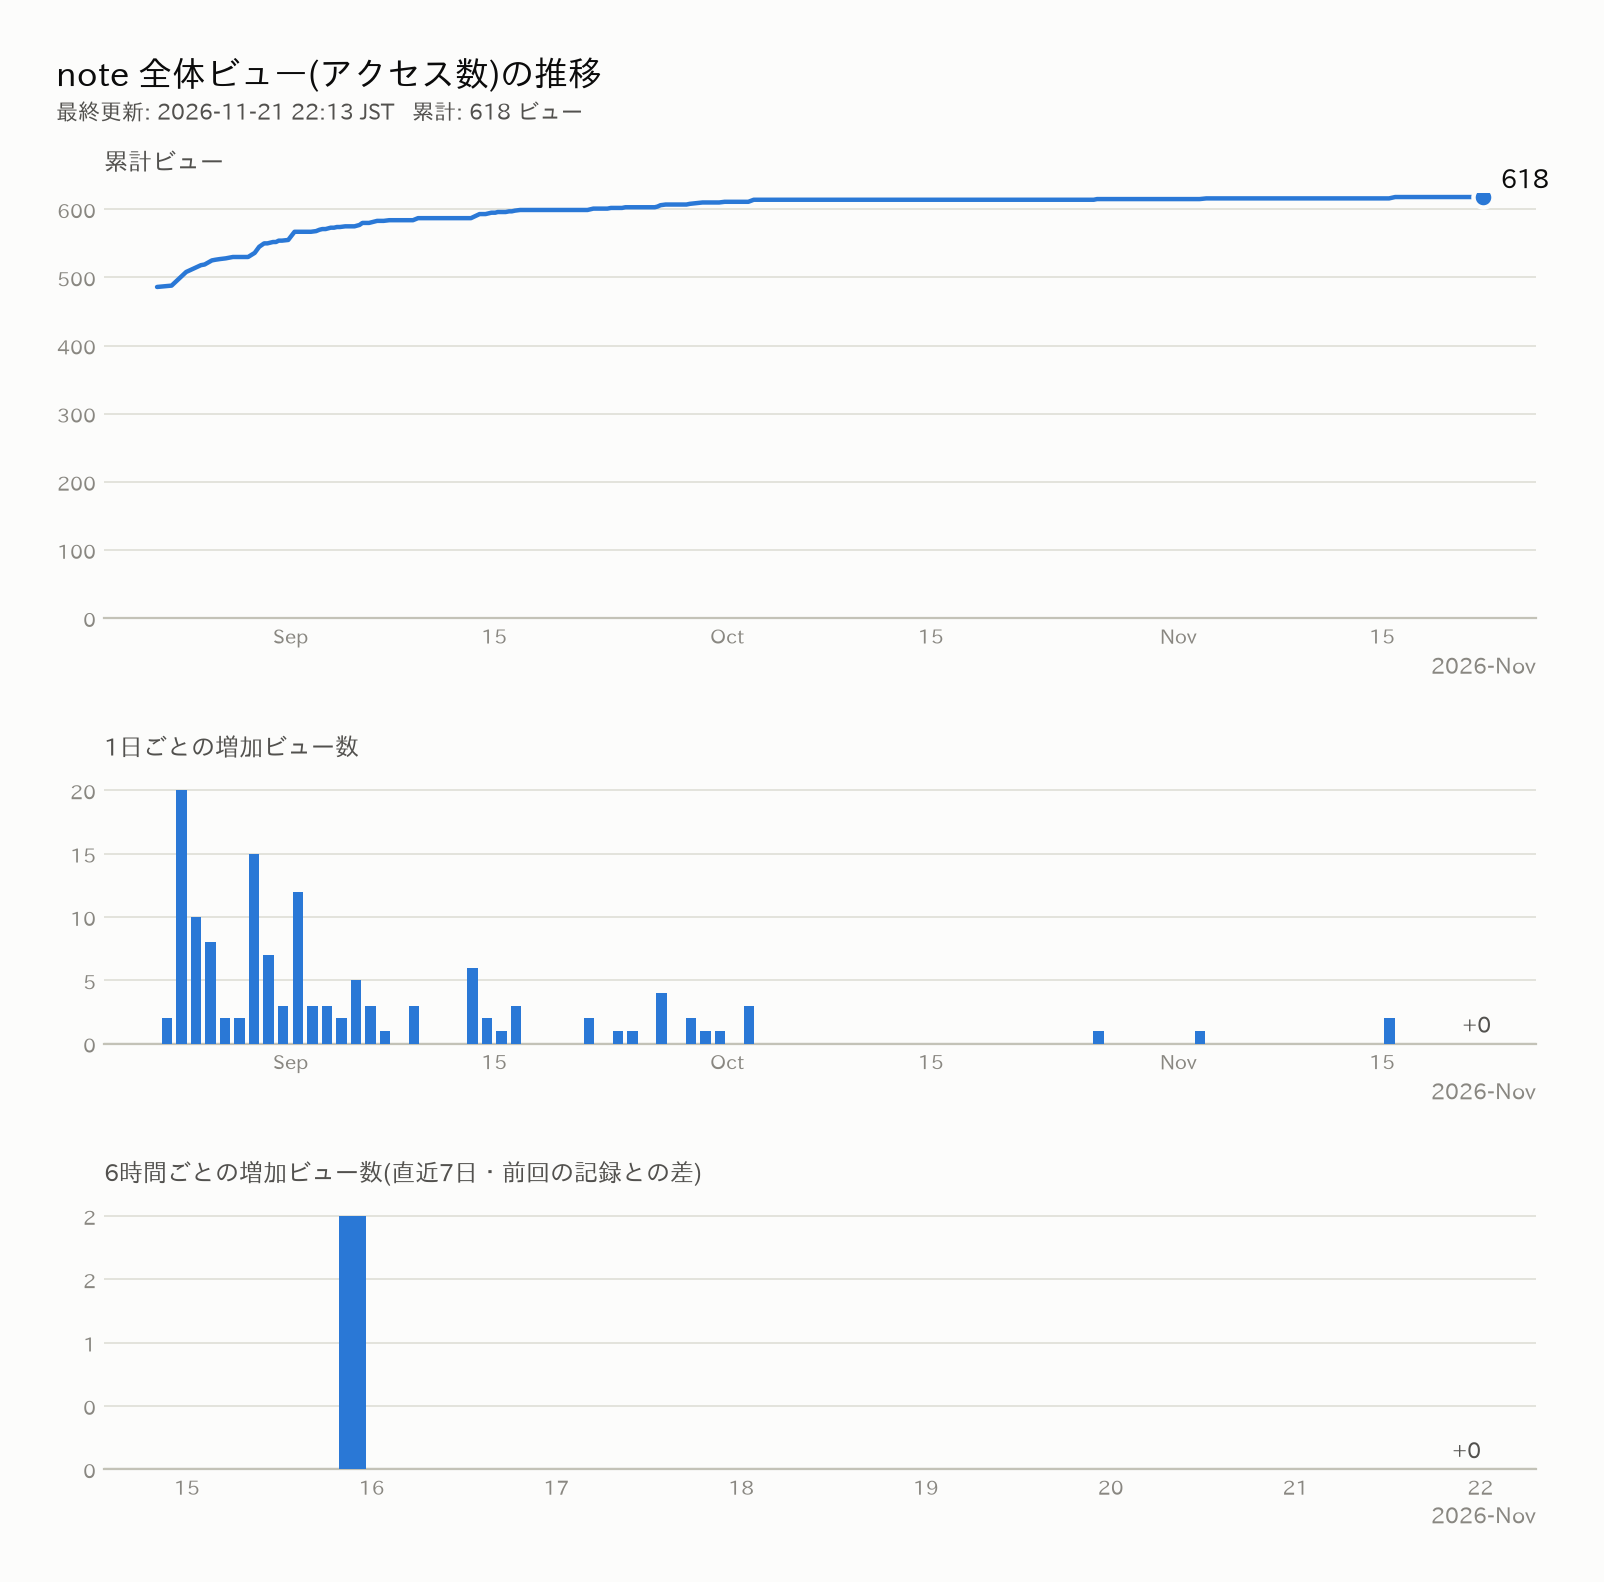 note 全体ビュー(アクセス数)の推移
最終更新: 2026-11-21 22:13 JST 累計: 618 ビュー
累計ビュー
618
600
500
400
300
200
100
0
Sep 15 Oct 15 Nov 15
2026-Nov
1日ごとの増加ビュー数
20
15
10
5
+0
0
Sep 15 Oct 15 Nov 15
2026-Nov
6時間ごとの増加ビュー数(直近7日・前回の記録との差)
2
2
1
0
+0
0
15 16 17 18 19 20 21 22
2026-Nov